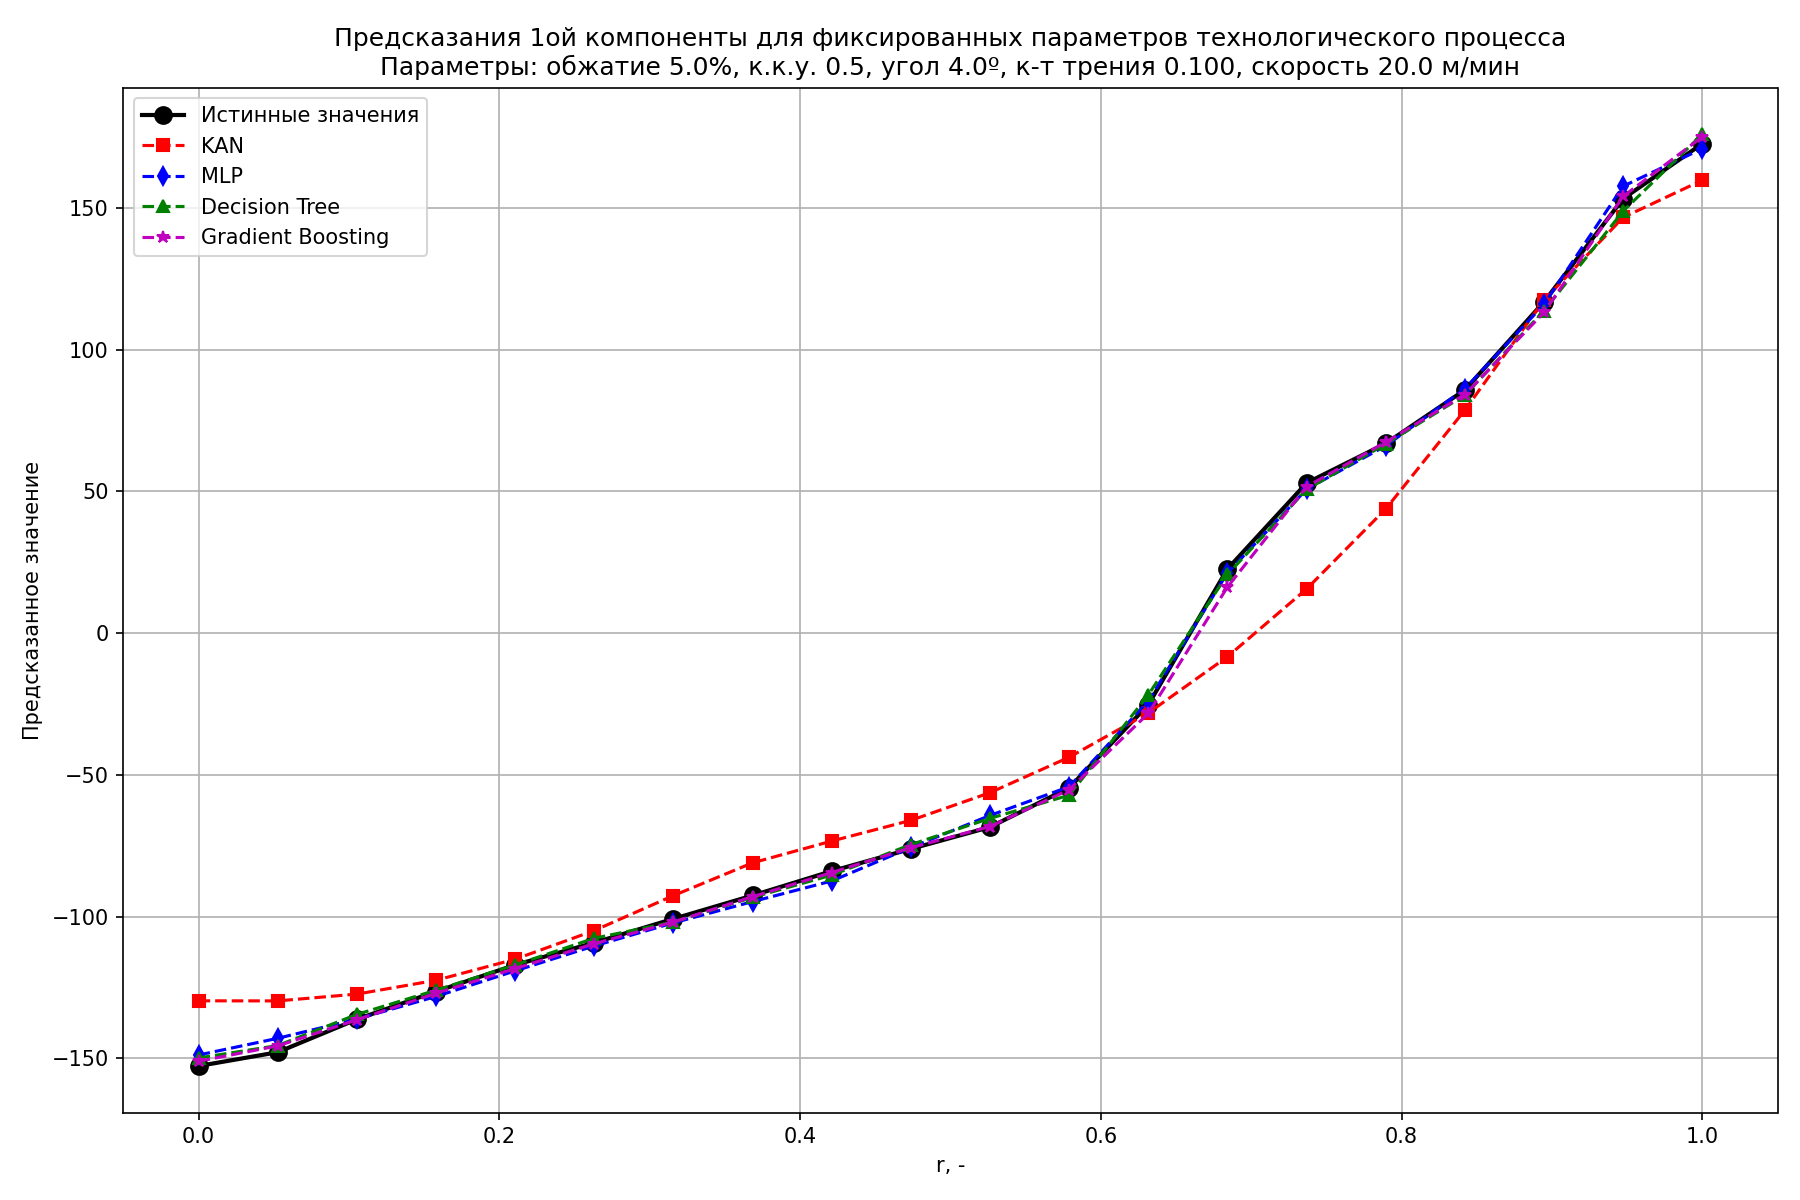 Предсказания 1ой компоненты для фиксированных параметров технологического процесса
Параметры: обжатие 5.0%, к.к.у. 0.5, угол 4.0º, к-т трения 0.100, скорость 20.0 м/мин
Истинные значения
KAN
MLP
Decision Tree
Gradient Boosting
Предсказанное значение
150
100
50
0
−50
−100
−150
0.0
0.2
0.4
0.6
0.8
1.0
r, -